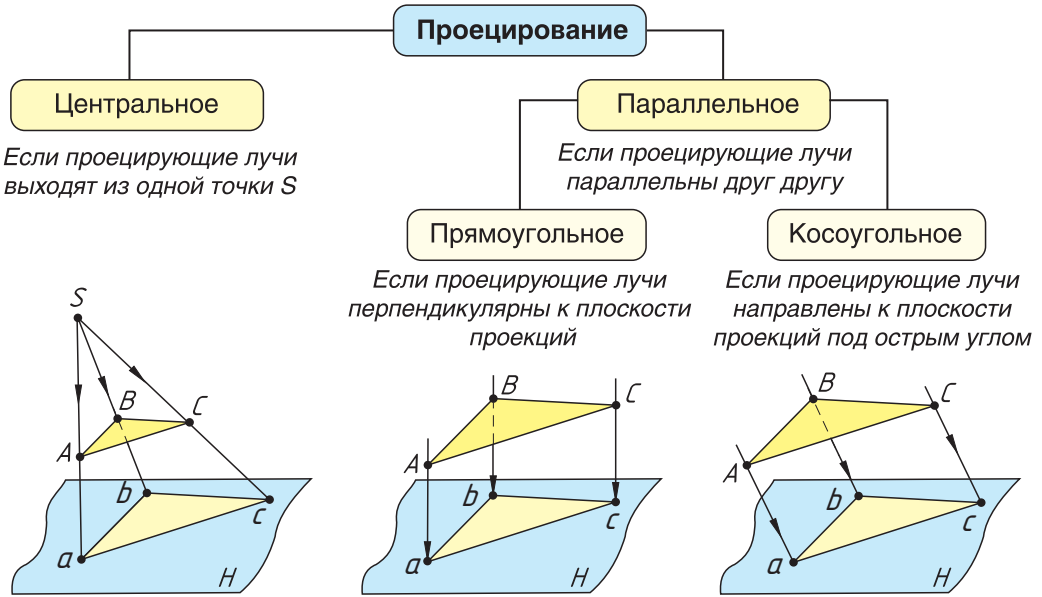 Проецирование
Центральное
Если проецирующие лучи
выходят из одной точки S
Параллельное
Если проецирующие лучи
параллельны друг другу
Прямоугольное
Если проецирующие лучи
перпендикулярны к плоскости
проекций
Косоугольное
Если проецирующие лучи
направлены к плоскости
проекций под острым углом
S
B
C
A
b
c
a
H
B
C
A
b
c
a
H
B
C
A
b
c
a
H